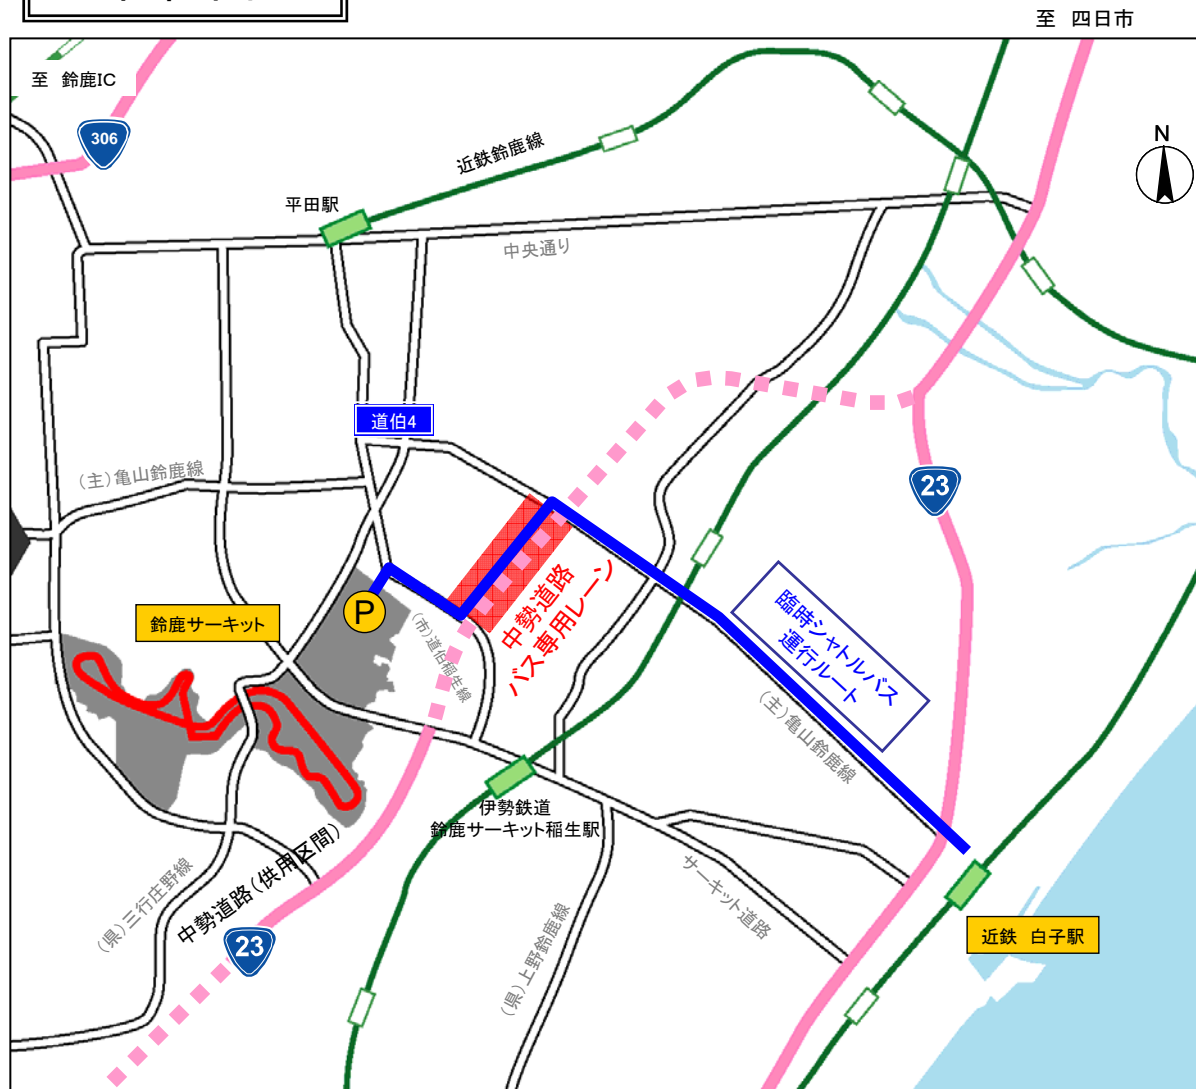 至 四日市
至 鈴鹿IC
306
N
近鉄鈴鹿線
平田駅
中央通り
道伯4
(主)亀山鈴鹿線
23
中勢道路
バス専用レーン
臨時シャトルバス
運行ルート
P
鈴鹿サーキット
(市)道伯稲生線
(主)亀山鈴鹿線
伊勢鉄道
鈴鹿サーキット稲生駅
中勢道路(供用区間)
(県)三行庄野線
サーキット道路
(県)上野鈴鹿線
23
近鉄 白子駅